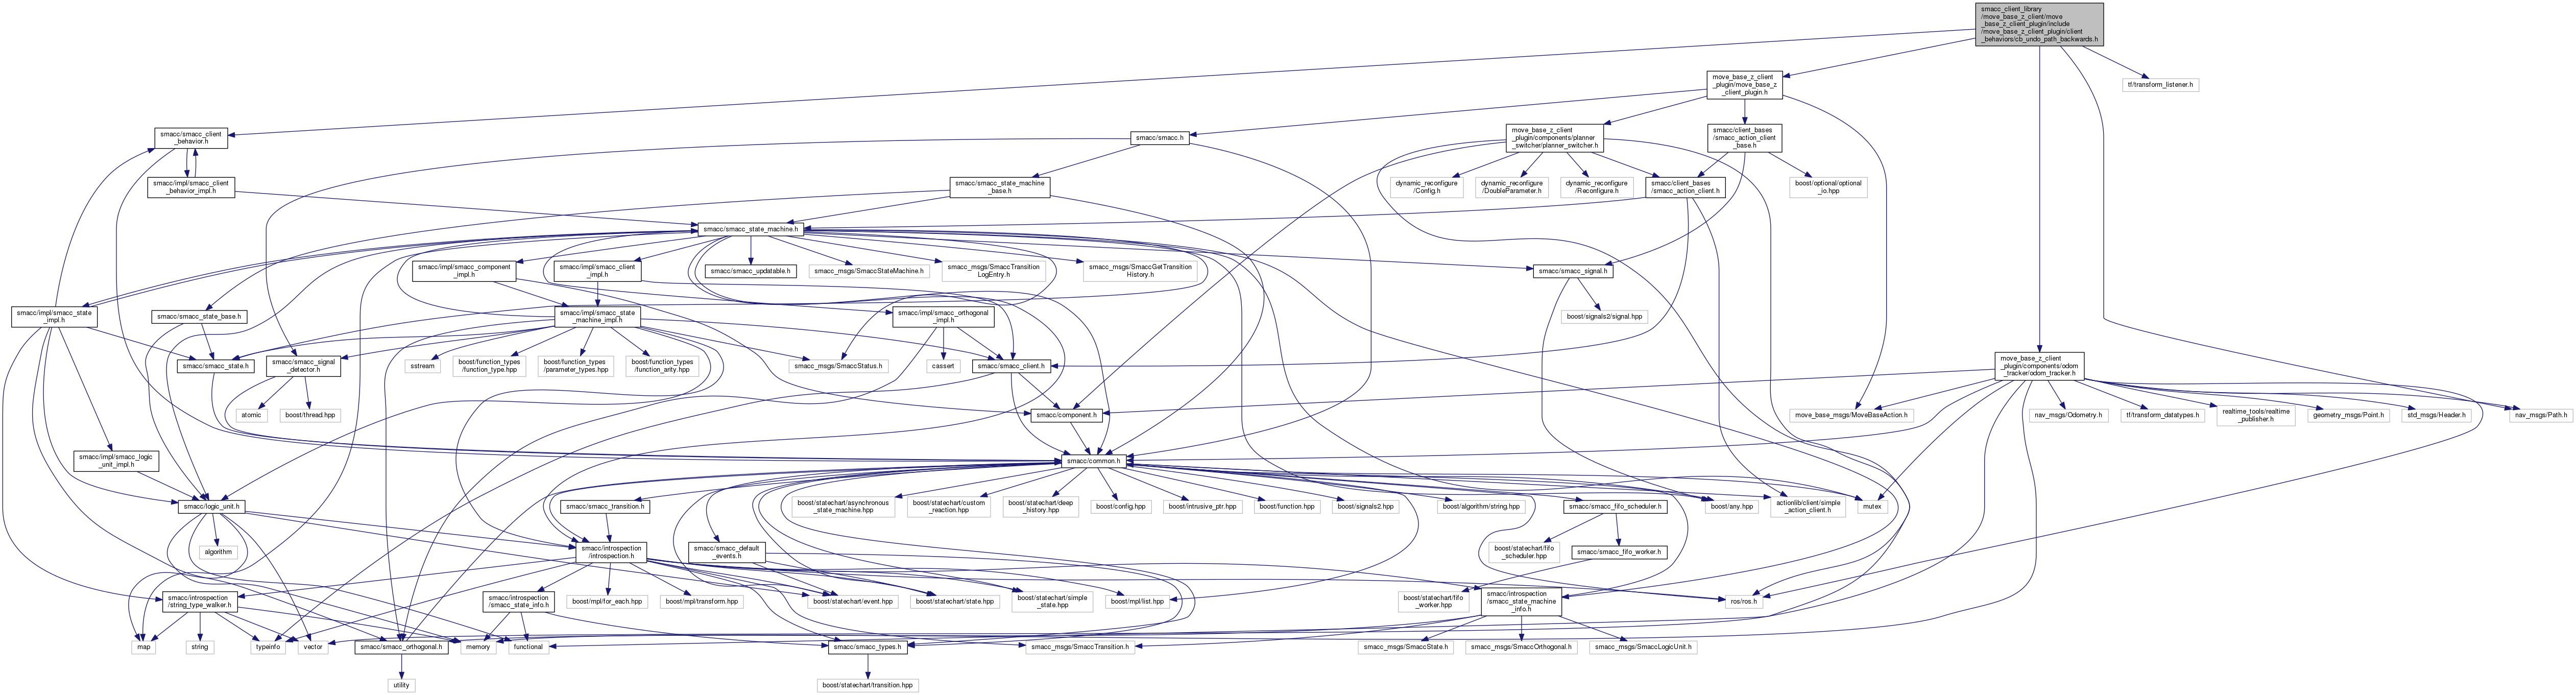 smacc_client_library
/move_base_z_client/move
_base_z_client_plugin/include
/move_base_z_client_plugin/client
_behaviors/cb_undo_path_backwards.h
move_base_z_client
_plugin/move_base_z
_client_plugin.h
tf/transform_listener.h
smacc/smacc_client
_behavior.h
smacc/smacc.h
move_base_z_client
_plugin/components/planner
_switcher/planner_switcher.h
smacc/client_bases
/smacc_action_client
_base.h
smacc/impl/smacc_client
_behavior_impl.h
smacc/smacc_state_machine
_base.h
dynamic_reconfigure
/Config.h
dynamic_reconfigure
/DoubleParameter.h
dynamic_reconfigure
/Reconfigure.h
smacc/client_bases
/smacc_action_client.h
boost/optional/optional
_io.hpp
smacc/smacc_state_machine.h
smacc/impl/smacc_component
_impl.h
smacc/impl/smacc_client
_impl.h
smacc/smacc_updatable.h
smacc_msgs/SmaccStateMachine.h
smacc_msgs/SmaccTransition
LogEntry.h
smacc_msgs/SmaccGetTransition
History.h
smacc/smacc_signal.h
smacc/impl/smacc_state
_impl.h
smacc/smacc_state_base.h
smacc/impl/smacc_state
_machine_impl.h
smacc/impl/smacc_orthogonal
_impl.h
boost/signals2/signal.hpp
smacc/smacc_state.h
smacc/smacc_signal
_detector.h
sstream
boost/function_types
/function_type.hpp
boost/function_types
/parameter_types.hpp
boost/function_types
/function_arity.hpp
smacc_msgs/SmaccStatus.h
cassert
smacc/smacc_client.h
move_base_z_client
_plugin/components/odom
_tracker/odom_tracker.h
atomic
boost/thread.hpp
smacc/component.h
move_base_msgs/MoveBaseAction.h
nav_msgs/Odometry.h
tf/transform_datatypes.h
realtime_tools/realtime
_publisher.h
geometry_msgs/Point.h
std_msgs/Header.h
nav_msgs/Path.h
smacc/impl/smacc_logic
_unit_impl.h
smacc/common.h
smacc/logic_unit.h
smacc/smacc_transition.h
boost/statechart/asynchronous
_state_machine.hpp
boost/statechart/custom
_reaction.hpp
boost/statechart/deep
_history.hpp
boost/config.hpp
boost/intrusive_ptr.hpp
boost/function.hpp
boost/signals2.hpp
boost/algorithm/string.hpp
smacc/smacc_fifo_scheduler.h
boost/any.hpp
actionlib/client/simple
_action_client.h
mutex
algorithm
smacc/introspection
/introspection.h
smacc/smacc_default
_events.h
boost/statechart/fifo
_scheduler.hpp
smacc/smacc_fifo_worker.h
smacc/introspection
/string_type_walker.h
smacc/introspection
/smacc_state_info.h
boost/mpl/for_each.hpp
boost/mpl/transform.hpp
boost/statechart/event.hpp
boost/statechart/state.hpp
boost/statechart/simple
_state.hpp
boost/mpl/list.hpp
boost/statechart/fifo
_worker.hpp
smacc/introspection
/smacc_state_machine
_info.h
ros/ros.h
map
string
typeinfo
vector
smacc/smacc_orthogonal.h
memory
functional
smacc/smacc_types.h
smacc_msgs/SmaccTransition.h
smacc_msgs/SmaccState.h
smacc_msgs/SmaccOrthogonal.h
smacc_msgs/SmaccLogicUnit.h
utility
boost/statechart/transition.hpp